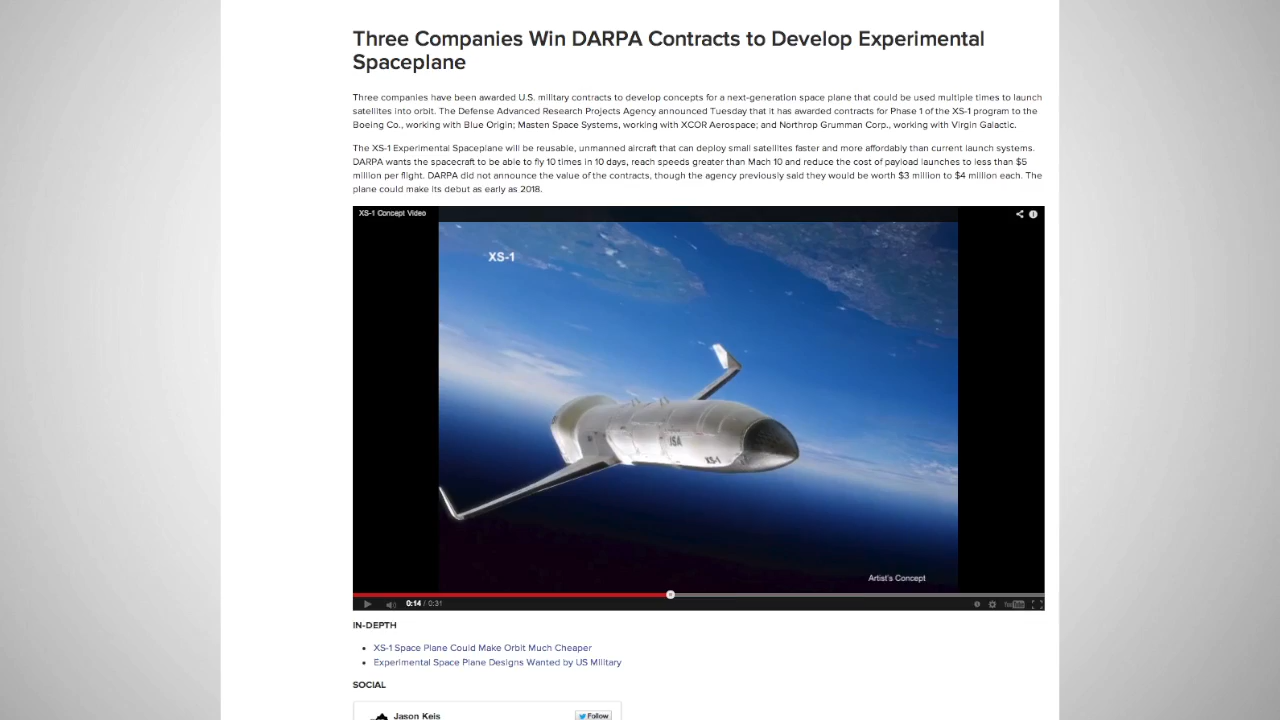 Three Companies Win DARPA Contracts to Develop Experimental
Spaceplane
Three companies have been awarded U.S. military contracts to develop concepts for a next-generation space plane that could be used multiple times to launch
satellites into orbit. The Defense Advanced Research Projects Agency announced Tuesday that it has awarded contracts for Phase 1 of the XS-1 program to the
Boeing Co., working with Blue Origin; Masten Space Systems, working with XCOR Aerospace; and Northrop Grumman Corp., working with Virgin Galactic.
The XS-1 Experimental Spaceplane will be reusable, unmanned aircraft that can deploy small satellites faster and more affordably than current launch systems.
DARPA wants the spacecraft to be able to fly 10 times in 10 days, reach speeds greater than Mach 10 and reduce the cost of payload launches to less than $5
million per flight. DARPA did not announce the value of the contracts, though the agency previously said they would be worth $3 million to $4 million each. The
plane could make its debut as early as 2018.
XS-1 Concept Video
XS-1
XS-1
Artist's Concept
0:14 / 0:31
You Tube
IN-DEPTH
XS-1 Space Plane Could Make Orbit Much Cheaper
Experimental Space Plane Designs Wanted by US Military
SOCIAL
Jason Keis
Follow